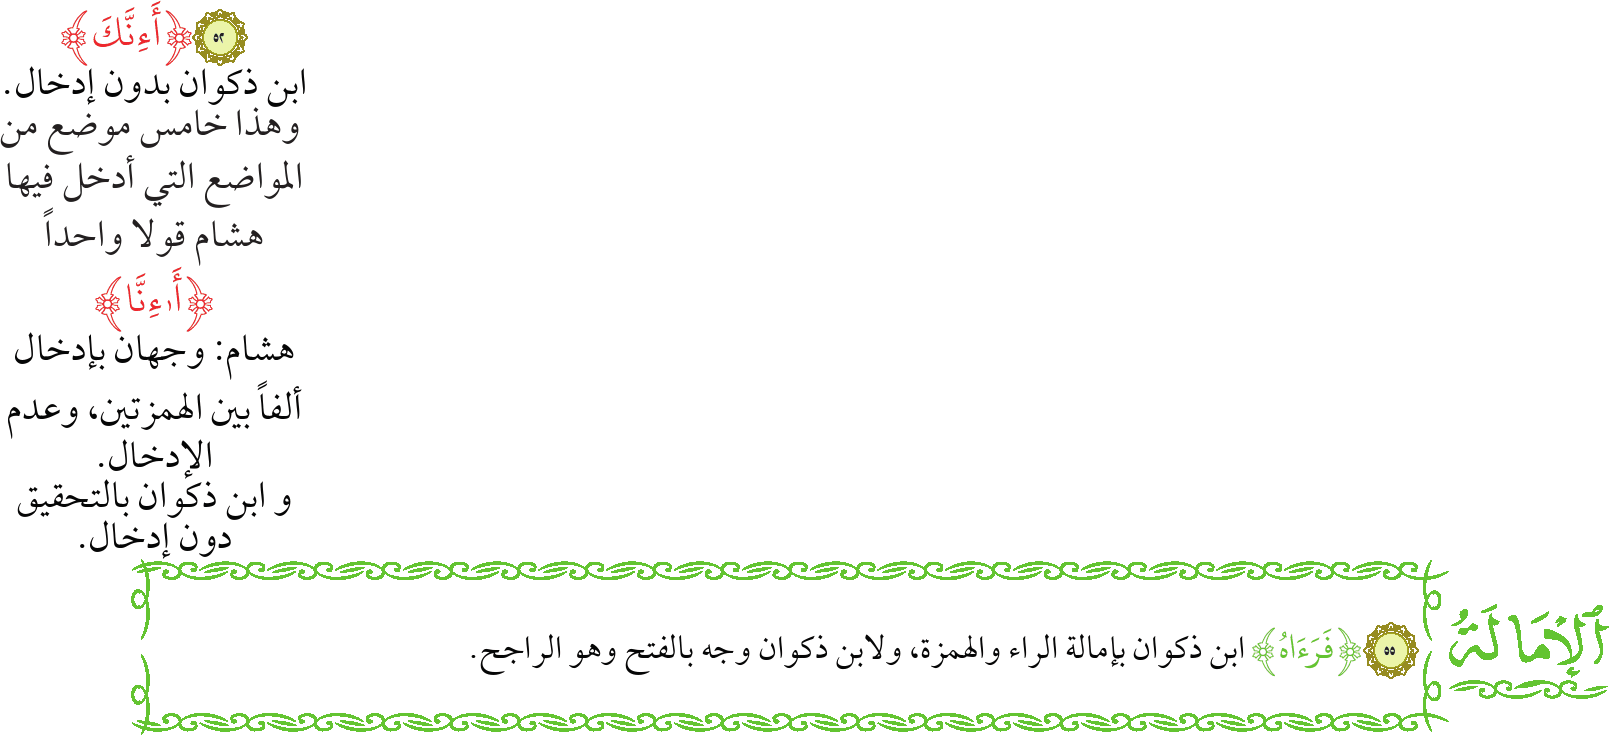 ٥٢ ﴿أَءِنَّكَ﴾
ابن ذكوان بدون إدخال.
وهذا خامس موضع من
المواضع التي أدخل فيها
هشام قولا واحداً
﴿أَ۱ءِنَّا﴾
هشام: وجهان بإدخال
ألفاً بين الهمزتين، وعدم
الإدخال.
و ابن ذكوان بالتحقيق
دون إدخال.
ٱلإِمَالَةُ
٥٥ ﴿فَرَءَاهُ﴾ ابن ذكوان بإمالة الراء والهمزة، ولابن ذكوان وجه بالفتح وهو الراجح.